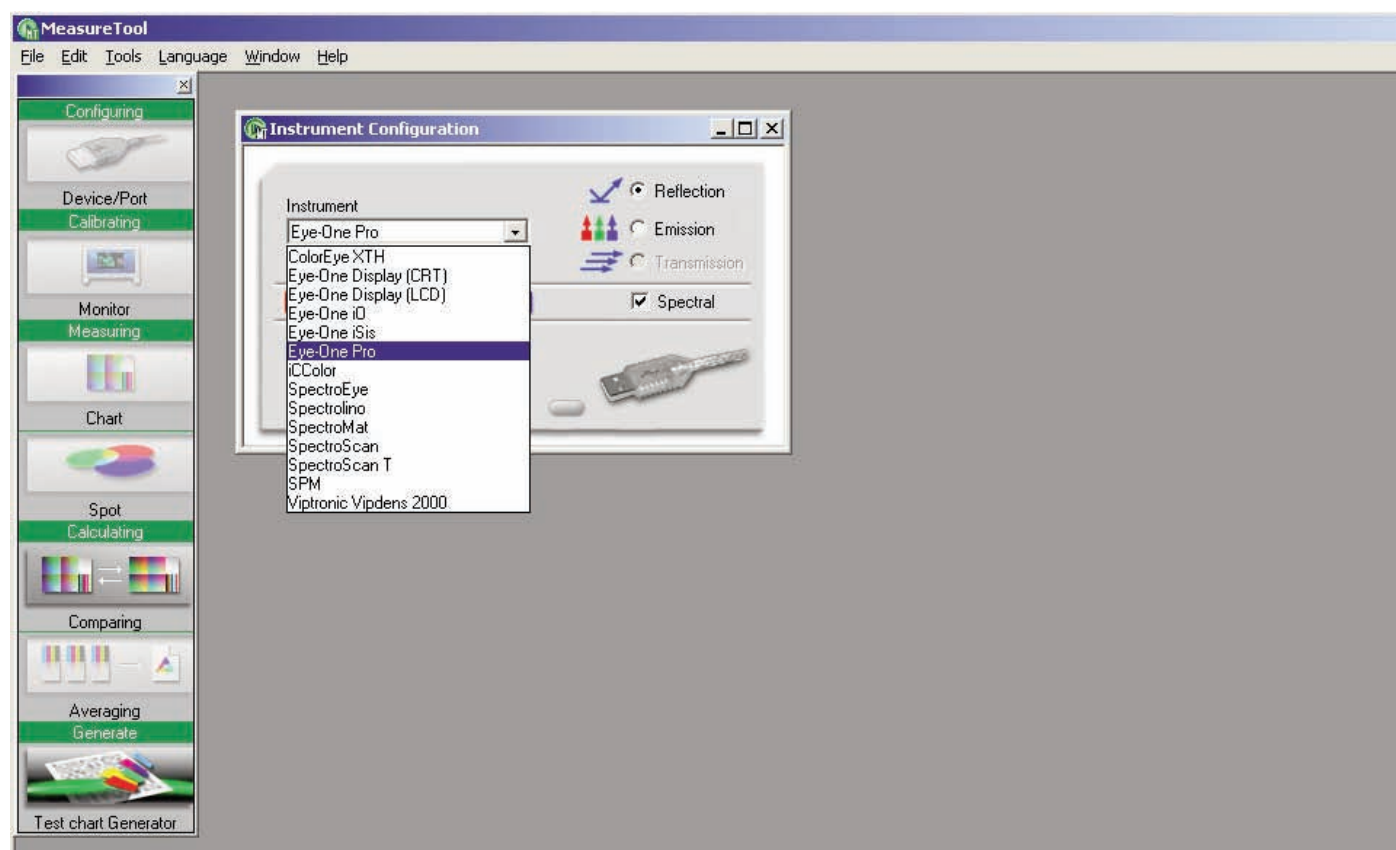 MeasureTool
File Edit Tools Language Window Help
Configuring
Device/Port
Calibrating
Monitor
Measuring
Chart
Spot
Calculating
Comparing
Averaging
Generate
Test chart Generator
Instrument Configuration
Instrument
Eye-One Pro
ColorEye XTH
Eye-One Display (CRT)
Eye-One Display (LCD)
Eye-One iO
Eye-One iSis
Eye-One Pro
iCColor
SpectroEye
Spectrolino
SpectroMat
SpectroScan
SpectroScan T
SPM
Viptronic Vipdens 2000
Reflection
Emission
Transmission
Spectral